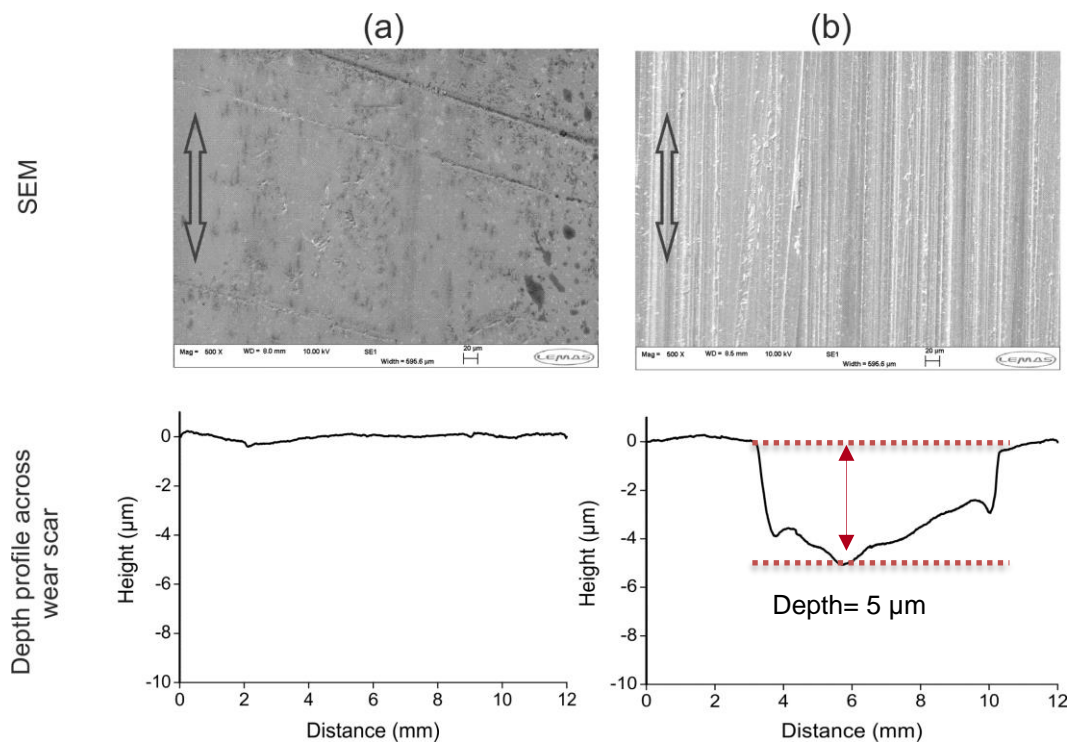 (a)
(b)
SEM
Mag = 500 X WD = 8.0 mm 10.00 kV SE1 20 µm
Width = 595.6 µm
LEMAS
Mag = 500 X WD = 8.5 mm 10.00 kV SE1 20 µm
Width = 595.6 µm
LEMAS
Depth profile across
wear scar
Height (µm)
0
-2
-4
-6
-8
-10
0 2 4 6 8 10 12
Distance (mm)
Height (µm)
0
-2
-4
-6
-8
-10
Depth= 5 µm
0 2 4 6 8 10 12
Distance (mm)